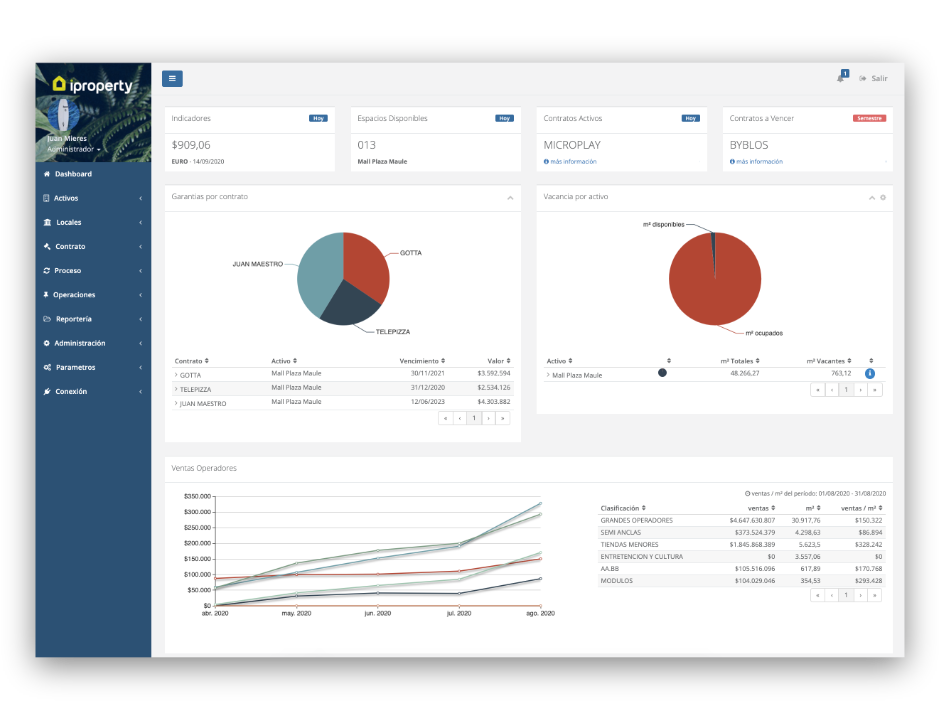 iproperty
Juan Mieres
Administrador
Dashboard
Activos
Locales
Contrato
Proceso
Operaciones
Reportería
Administración
Parametros
Conexión
1
Salir
Indicadores Hoy
$909,06
EURO - 14/09/2020
Espacios Disponibles Hoy
013
Mall Plaza Maule
Contratos Activos Hoy
MICROPLAY
más información
Contratos a Vencer Semestre
BYBLOS
más información
Garantias por contrato
GOTTA
JUAN MAESTRO
TELEPIZZA
Contrato Activo Vencimiento Valor
> GOTTA Mall Plaza Maule 30/11/2021 $3.592.594
> TELEPIZZA Mall Plaza Maule 31/12/2020 $2.534.126
> JUAN MAESTRO Mall Plaza Maule 12/06/2023 $4.303.882
« ‹ 1 › »
Vacancia por activo
m² disponibles
m² ocupados
Activo m² Totales m² Vacantes
> Mall Plaza Maule 48.266,27 763,12
« ‹ 1 › »
Ventas Operadores
$350.000
$300.000
$250.000
$200.000
$150.000
$100.000
$50.000
$0
abr. 2020 may. 2020 jun. 2020 jul. 2020 ago. 2020
ventas / m² del período: 01/08/2020 - 31/08/2020
Clasificación ventas m² ventas / m²
GRANDES OPERADORES $4.647.630.807 30.917,76 $150.322
SEMI ANCLAS $373.524.379 4.298,63 $86.894
TIENDAS MENORES $1.845.868.389 5.623,5 $328.242
ENTRETENCION Y CULTURA $0 3.557,06 $0
AA.BB $105.516.096 617,89 $170.768
MODULOS $104.029.046 354,53 $293.428
« ‹ 1 › »